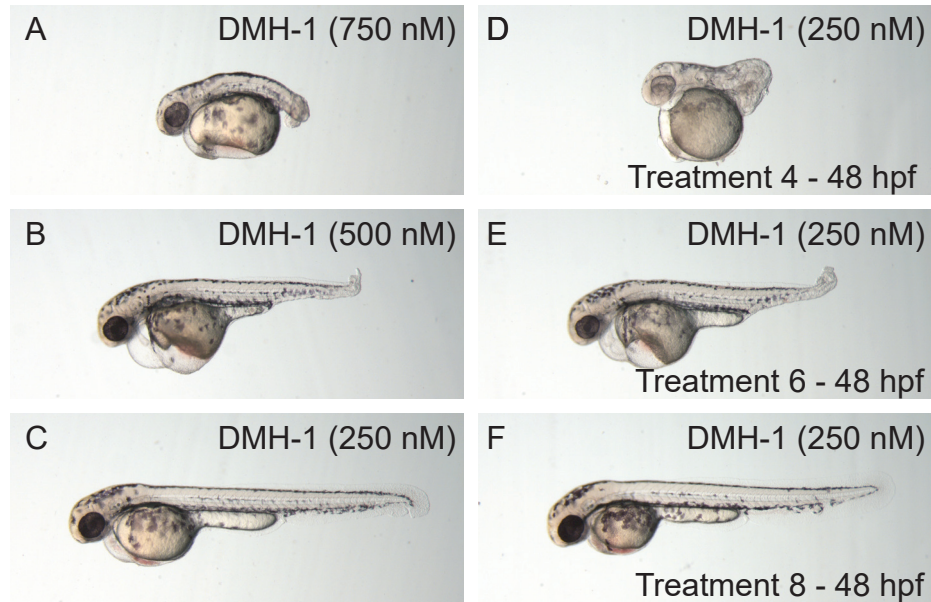 A DMH-1 (750 nM)
D DMH-1 (250 nM)
Treatment 4 - 48 hpf
B DMH-1 (500 nM)
E DMH-1 (250 nM)
Treatment 6 - 48 hpf
C DMH-1 (250 nM)
F DMH-1 (250 nM)
Treatment 8 - 48 hpf